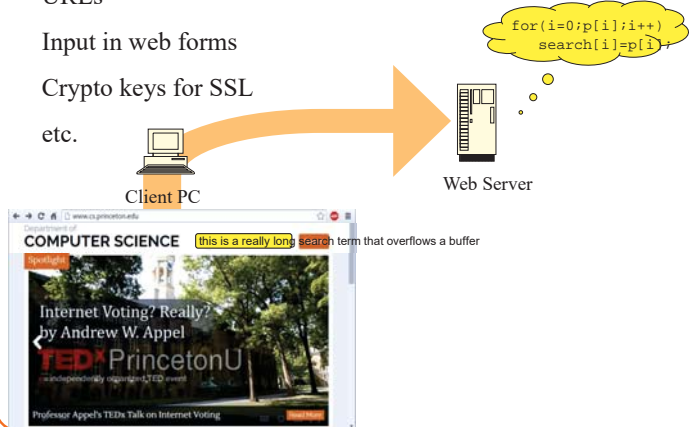 URLs
Input in web forms
Crypto keys for SSL
etc.
for(i=0;p[i];i++)
search[i]=p[i];
Client PC
Web Server
www.cs.princeton.edu
Department of
COMPUTER SCIENCE
this is a really long search term that overflows a buffer
Spotlight
Internet Voting? Really?
by Andrew W. Appel
TEDxPrincetonU
x=independently organized TED event
Professor Appel's TEDx Talk on Internet Voting
Read More